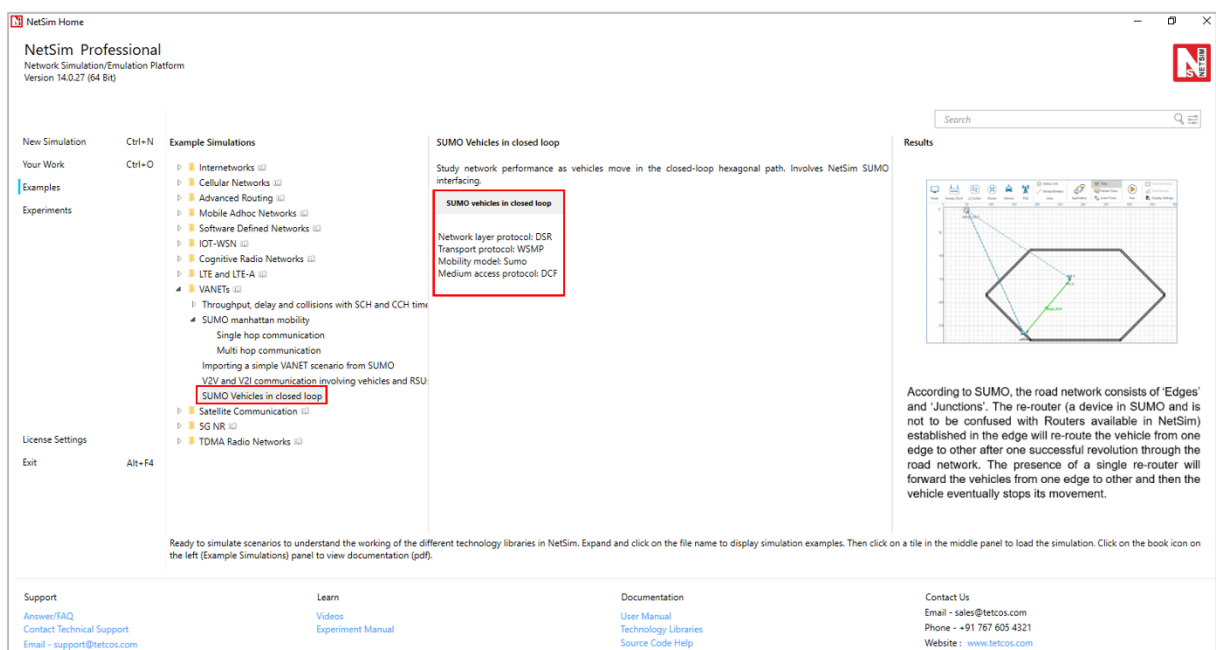 NetSim Home
NetSim Professional
Network Simulation/Emulation Platform
Version 14.0.27 (64 Bit)
NETSIM
Search
New Simulation Ctrl+N
Your Work Ctrl+O
Examples
Experiments
License Settings
Exit Alt+F4
Example Simulations
Internetworks
Cellular Networks
Advanced Routing
Mobile Adhoc Networks
Software Defined Networks
IOT-WSN
Cognitive Radio Networks
LTE and LTE-A
VANETs
Throughput, delay and collisions with SCH and CCH time
SUMO manhattan mobility
Single hop communication
Multi hop communication
Importing a simple VANET scenario from SUMO
V2V and V2I communication involving vehicles and RSU
SUMO Vehicles in closed loop
Satellite Communication
5G NR
TDMA Radio Networks
SUMO Vehicles in closed loop
Study network performance as vehicles move in the closed-loop hexagonal path. Involves NetSim SUMO
interfacing.
SUMO vehicles in closed loop
Network layer protocol: DSR
Transport protocol: WSMP
Mobility model: Sumo
Medium access protocol: DCF
Results
According to SUMO, the road network consists of ‘Edges’
and ‘Junctions’. The re-router (a device in SUMO and is
not to be confused with Routers available in NetSim)
established in the edge will re-route the vehicle from one
edge to other after one successful revolution through the
road network. The presence of a single re-router will
forward the vehicles from one edge to other and then the
vehicle eventually stops its movement.
Ready to simulate scenarios to understand the working of the different technology libraries in NetSim. Expand and click on the file name to display simulation examples. Then click on a tile in the middle panel to load the simulation. Click on the book icon on
the left (Example Simulations) panel to view documentation (pdf).
Support
Answer/FAQ
Contact Technical Support
Email - support@tetcos.com
Learn
Videos
Experiment Manual
Documentation
User Manual
Technology Libraries
Source Code Help
Contact Us
Email - sales@tetcos.com
Phone - +91 767 605 4321
Website : www.tetcos.com